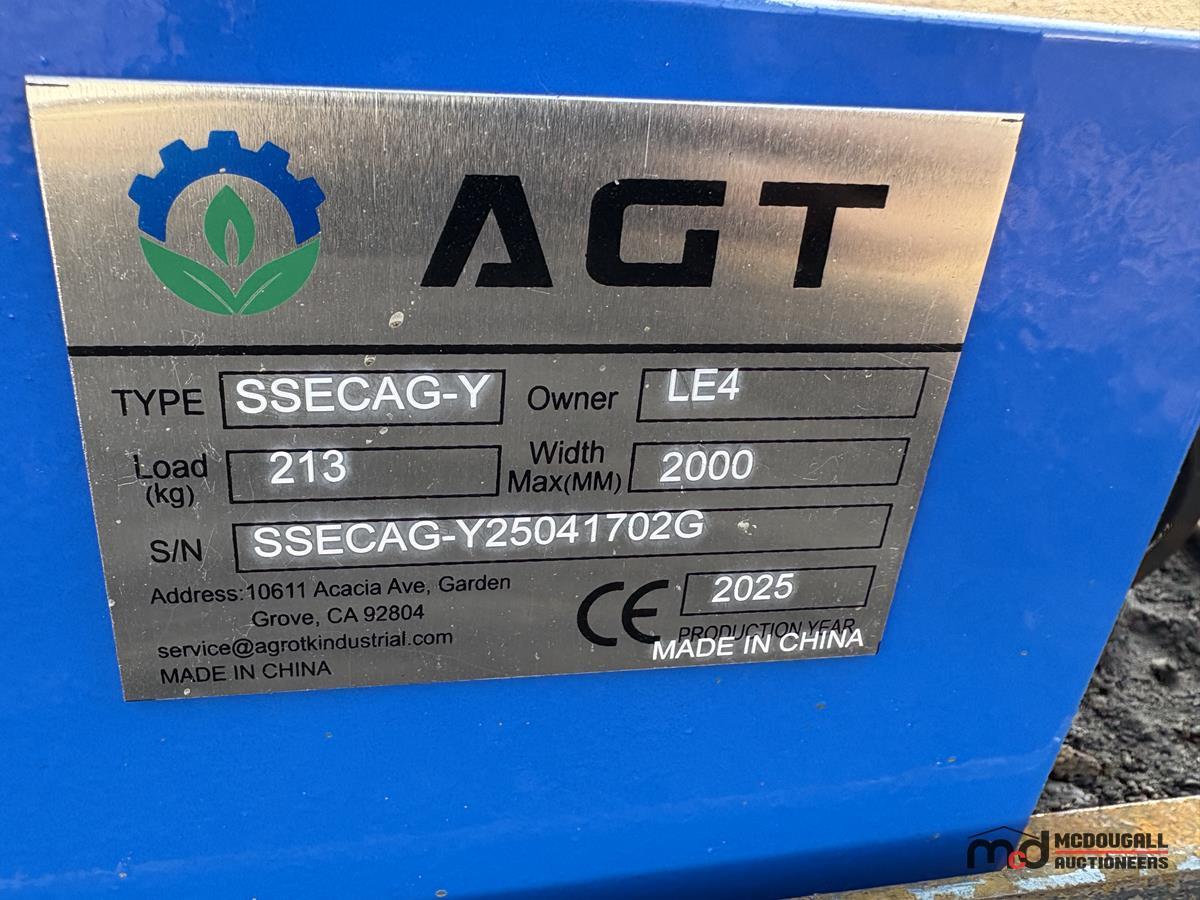 AGT
TYPE SSECAG-Y Owner LE4
Load (kg) 213 Width Max(MM) 2000
S/N SSECAG-Y25041702G
Address:10611 Acacia Ave, Garden
Grove, CA 92804
service@agrotkindustrial.com
MADE IN CHINA
CE 2025
PRODUCTION YEAR
MADE IN CHINA
mcd MCDOUGALL
AUCTIONEERS